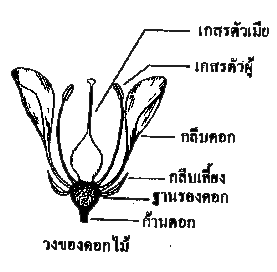 เกสรตัวเมีย
เกสรตัวผู้
กลีบดอก
กลีบเลี้ยง
ฐานรองดอก
ก้านดอก
วงของดอกไม้